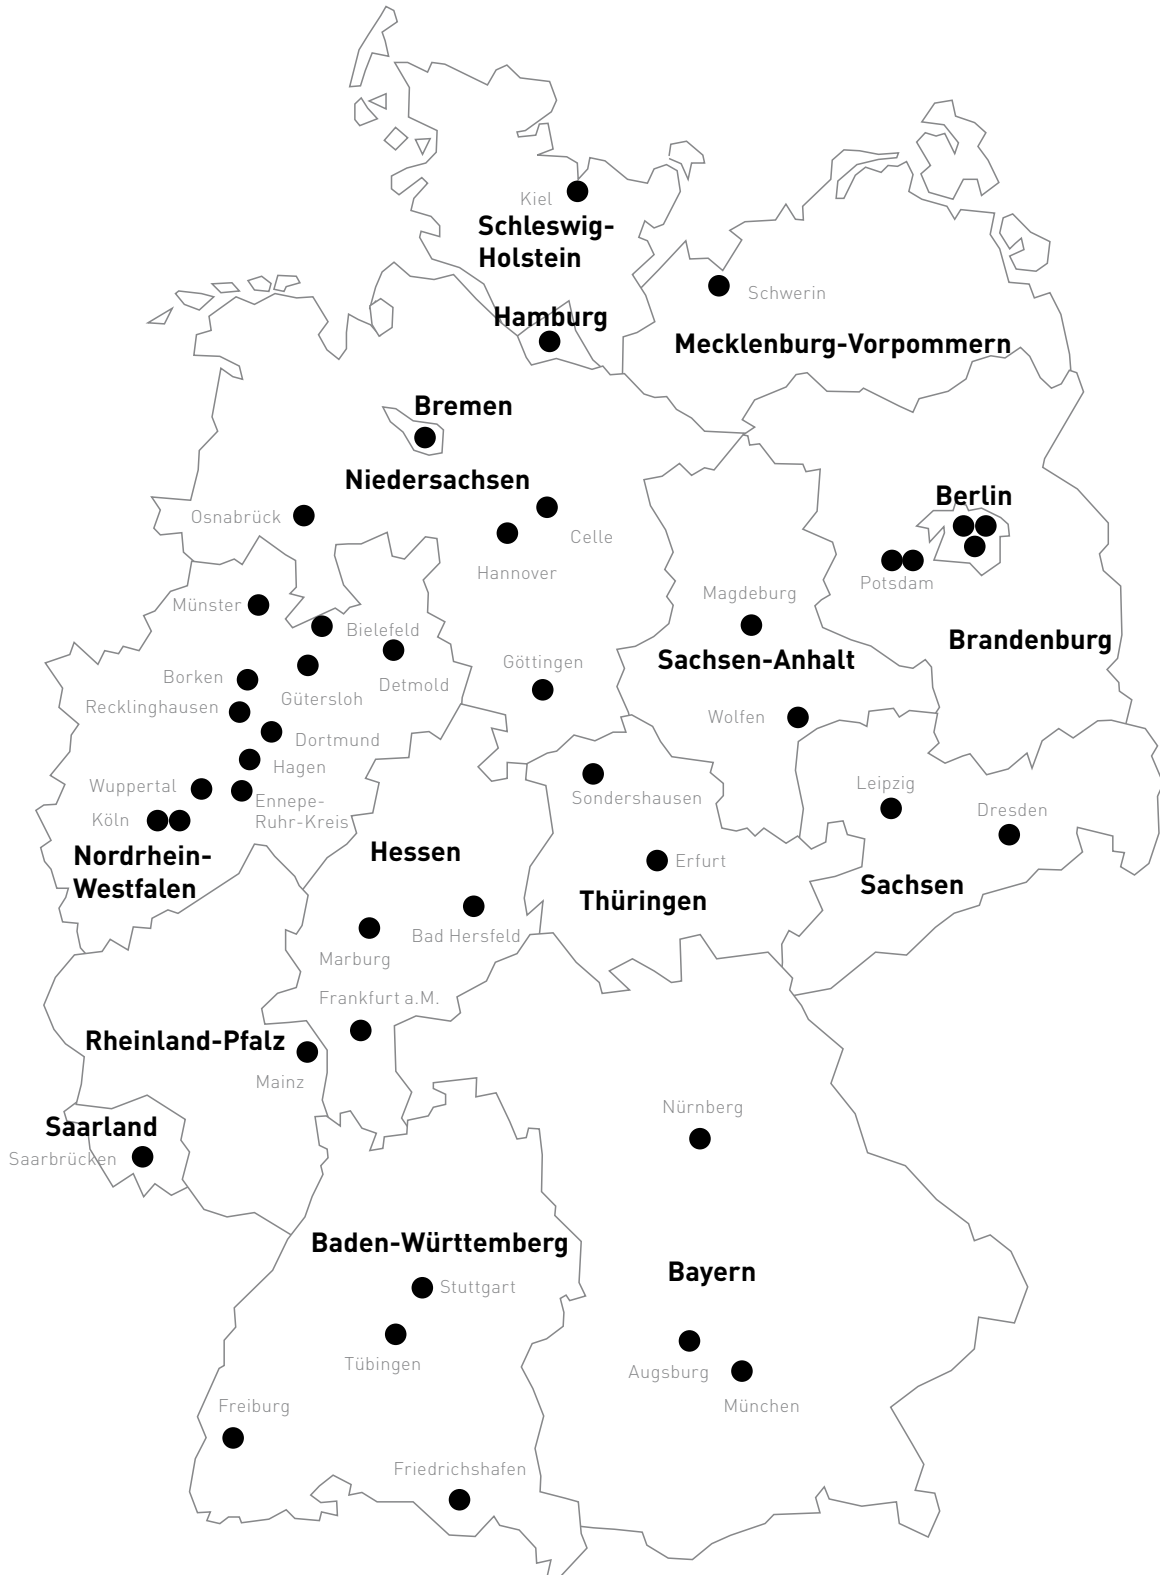 Kiel
Schleswig-
Holstein
Schwerin
Hamburg
Mecklenburg-Vorpommern
Bremen
Niedersachsen
Berlin
Osnabrück
Celle
Hannover
Potsdam
Magdeburg
Münster
Bielefeld
Brandenburg
Sachsen-Anhalt
Göttingen
Borken
Detmold
Gütersloh
Recklinghausen
Wolfen
Dortmund
Hagen
Wuppertal
Leipzig
Sondershausen
Ennepe-
Ruhr-Kreis
Dresden
Köln
Nordrhein-
Westfalen
Hessen
Erfurt
Sachsen
Thüringen
Bad Hersfeld
Marburg
Frankfurt a.M.
Rheinland-Pfalz
Mainz
Nürnberg
Saarland
Saarbrücken
Baden-Württemberg
Bayern
Stuttgart
Tübingen
Augsburg
München
Freiburg
Friedrichshafen